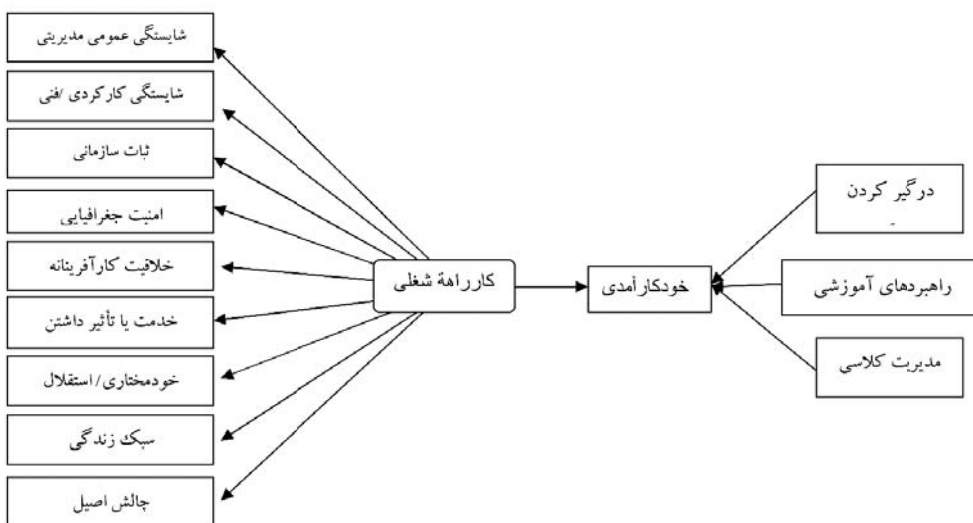 شایستگی عمومی مدیریتی
شایستگی کارکردی /فنی
ثبات سازمانی
امنیت جغرافیایی
خلاقیت کارآفرینانه
خدمت یا تأثیر داشتن
خودمختاری/ استقلال
سبک زندگی
چالش اصیل
کارراهة شغلی
خودکارآمدی
درگیر کردن
راهبردهای آموزشی
مدیریت کلاسی